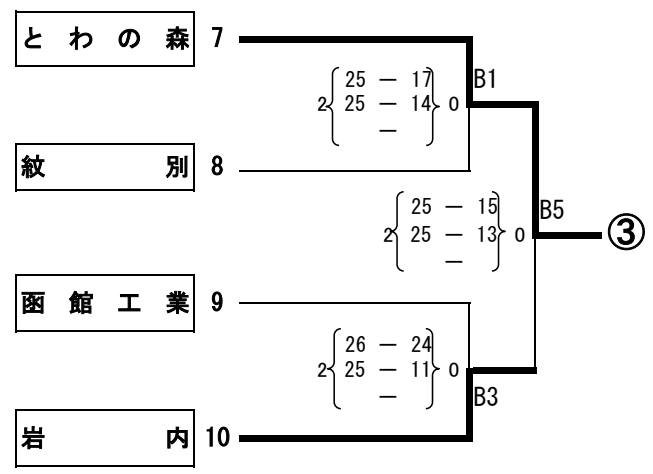 とわの森 7
25 － 17 B1
2 25 － 14 0
－
紋別 8
25 － 15 B5
2 25 － 13 0 ③
－
函館工業 9
26 － 24
2 25 － 11 0
－ B3
岩内 10